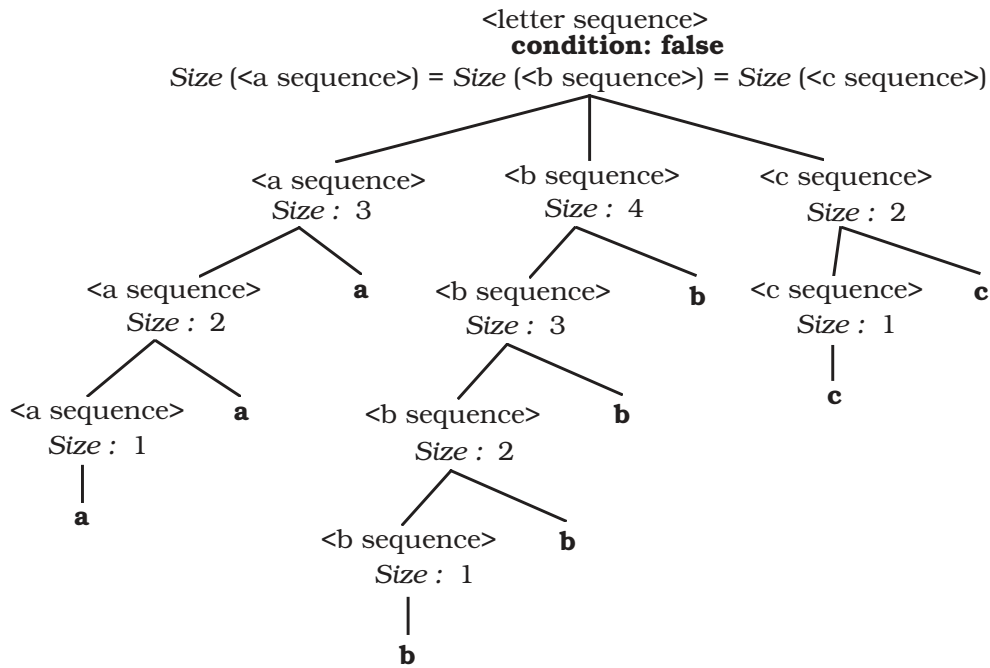 <letter sequence>
condition: false
Size (<a sequence>) = Size (<b sequence>) = Size (<c sequence>)
<a sequence> <b sequence> <c sequence>
Size : 3 Size : 4 Size : 2
<a sequence> a <b sequence> b <c sequence> c
Size : 2 Size : 3 Size : 1
<a sequence> a <b sequence> b c
Size : 1 Size : 2
a
<b sequence> b
Size : 1
b